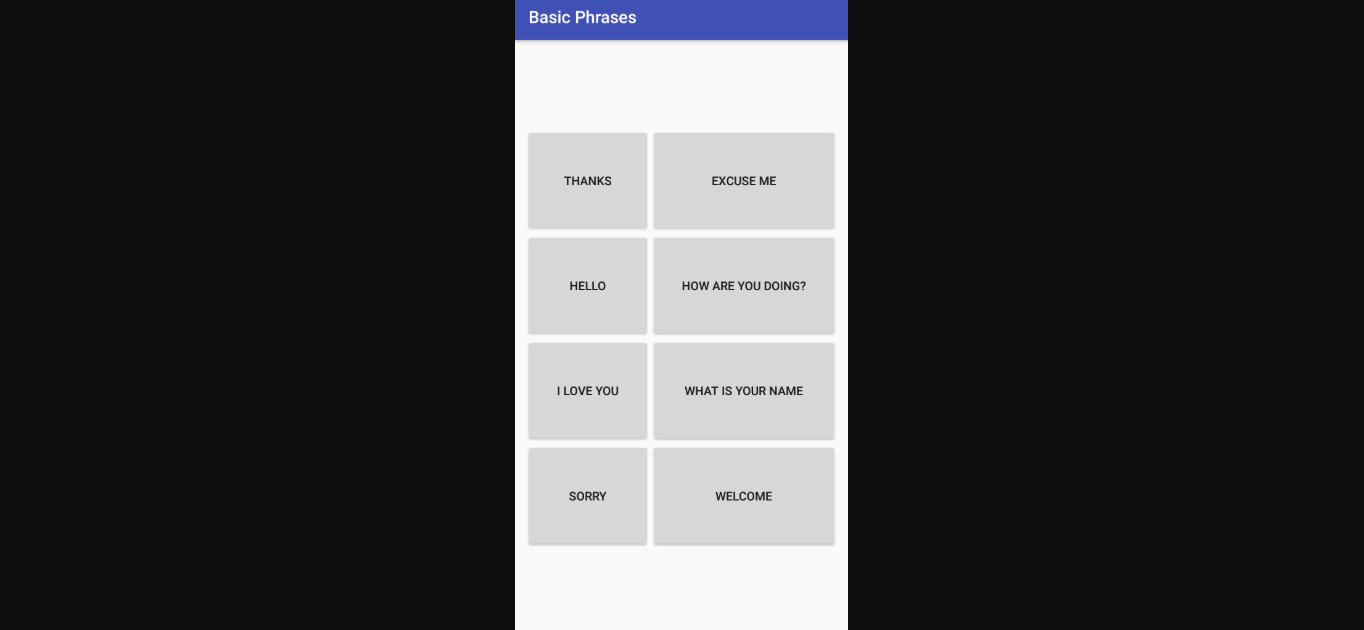 Basic Phrases
THANKS
EXCUSE ME
HELLO
HOW ARE YOU DOING?
I LOVE YOU
WHAT IS YOUR NAME
SORRY
WELCOME